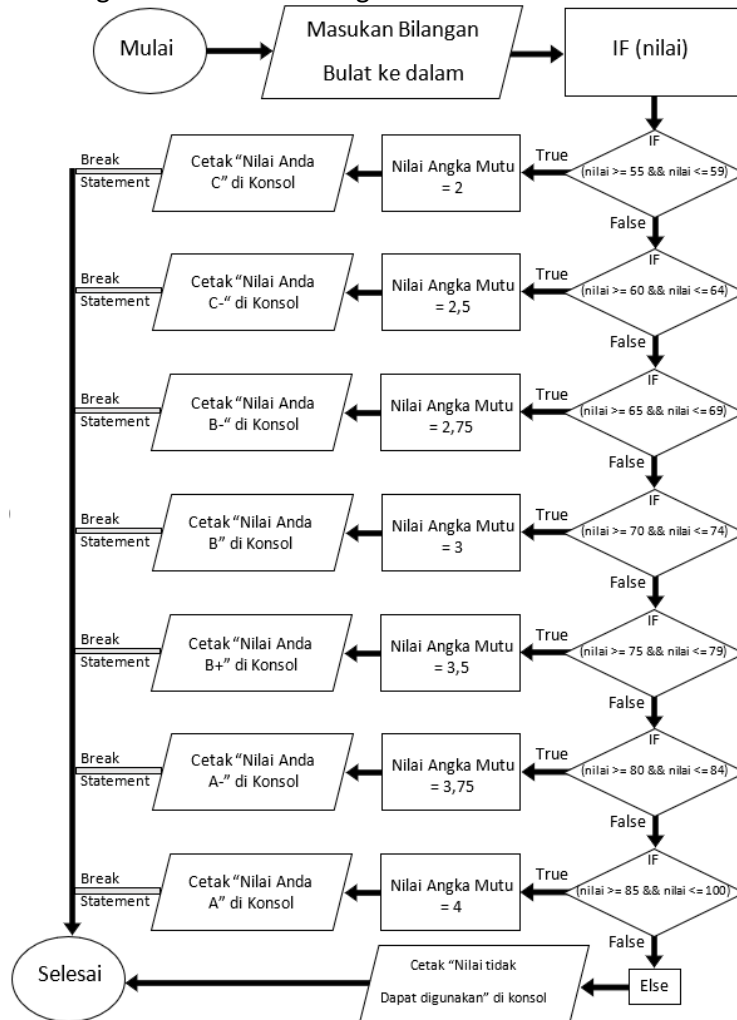 Mulai
Masukan Bilangan
Bulat ke dalam
IF (nilai)
IF
(nilai >= 55 && nilai <=59)
True
Nilai Angka Mutu
= 2
Cetak “Nilai Anda
C” di Konsol
Break
Statement
False
IF
(nilai >= 60 && nilai <=64)
True
Nilai Angka Mutu
= 2,5
Cetak “Nilai Anda
C-“ di Konsol
Break
Statement
False
IF
(nilai >= 65 && nilai <=69)
True
Nilai Angka Mutu
= 2,75
Cetak “Nilai Anda
B-“ di Konsol
Break
Statement
False
IF
(nilai >= 70 && nilai <=74)
True
Nilai Angka Mutu
= 3
Cetak “Nilai Anda
B” di Konsol
Break
Statement
False
IF
(nilai >= 75 && nilai <=79)
True
Nilai Angka Mutu
= 3,5
Cetak “Nilai Anda
B+” di Konsol
Break
Statement
False
IF
(nilai >= 80 && nilai <=84)
True
Nilai Angka Mutu
= 3,75
Cetak “Nilai Anda
A-” di Konsol
Break
Statement
False
IF
(nilai >= 85 && nilai <=100)
True
Nilai Angka Mutu
= 4
Cetak “Nilai Anda
A” di Konsol
Break
Statement
False
Else
Cetak “Nilai tidak
Dapat digunakan” di konsol
Selesai